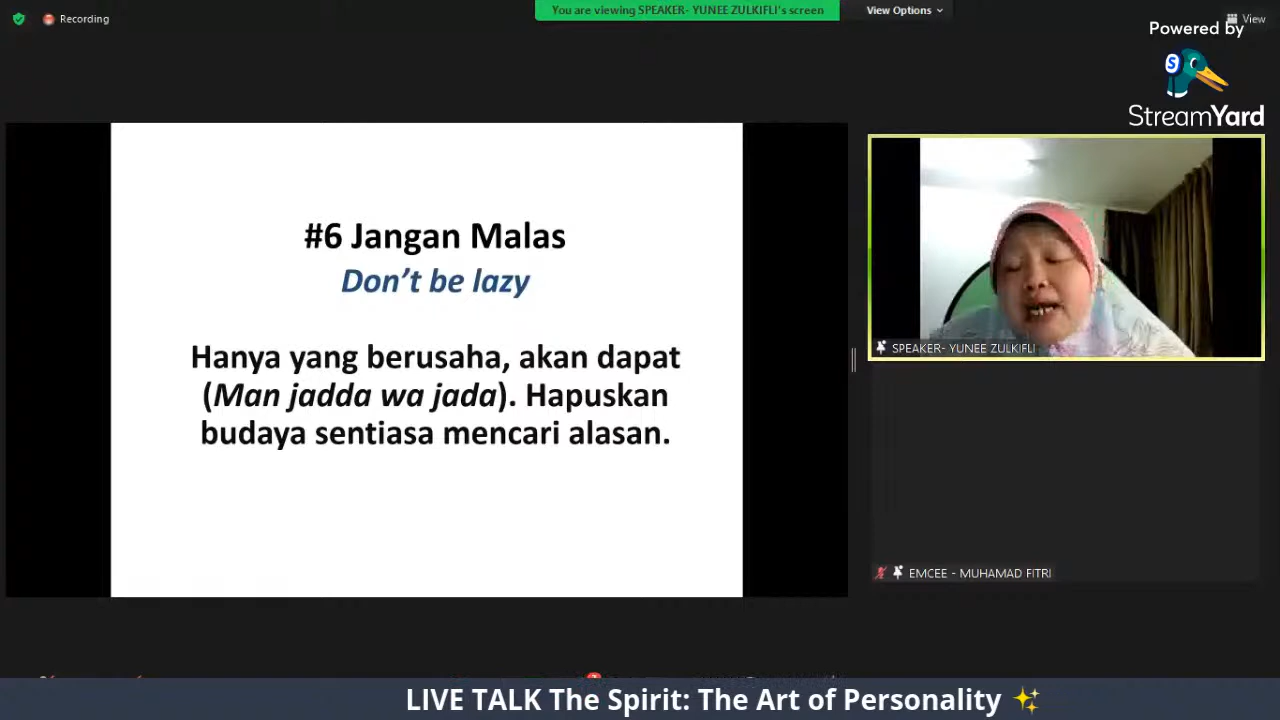 Recording
You are viewing SPEAKER- YUNEE ZULKIFLI's screen
View Options
View
Powered by
S
StreamYard
#6 Jangan Malas
Don't be lazy
Hanya yang berusaha, akan dapat
(Man jadda wa jada). Hapuskan
budaya sentiasa mencari alasan.
SPEAKER- YUNEE ZULKIFLI
EMCEE - MUHAMAD FITRI
LIVE TALK The Spirit: The Art of Personality ✨